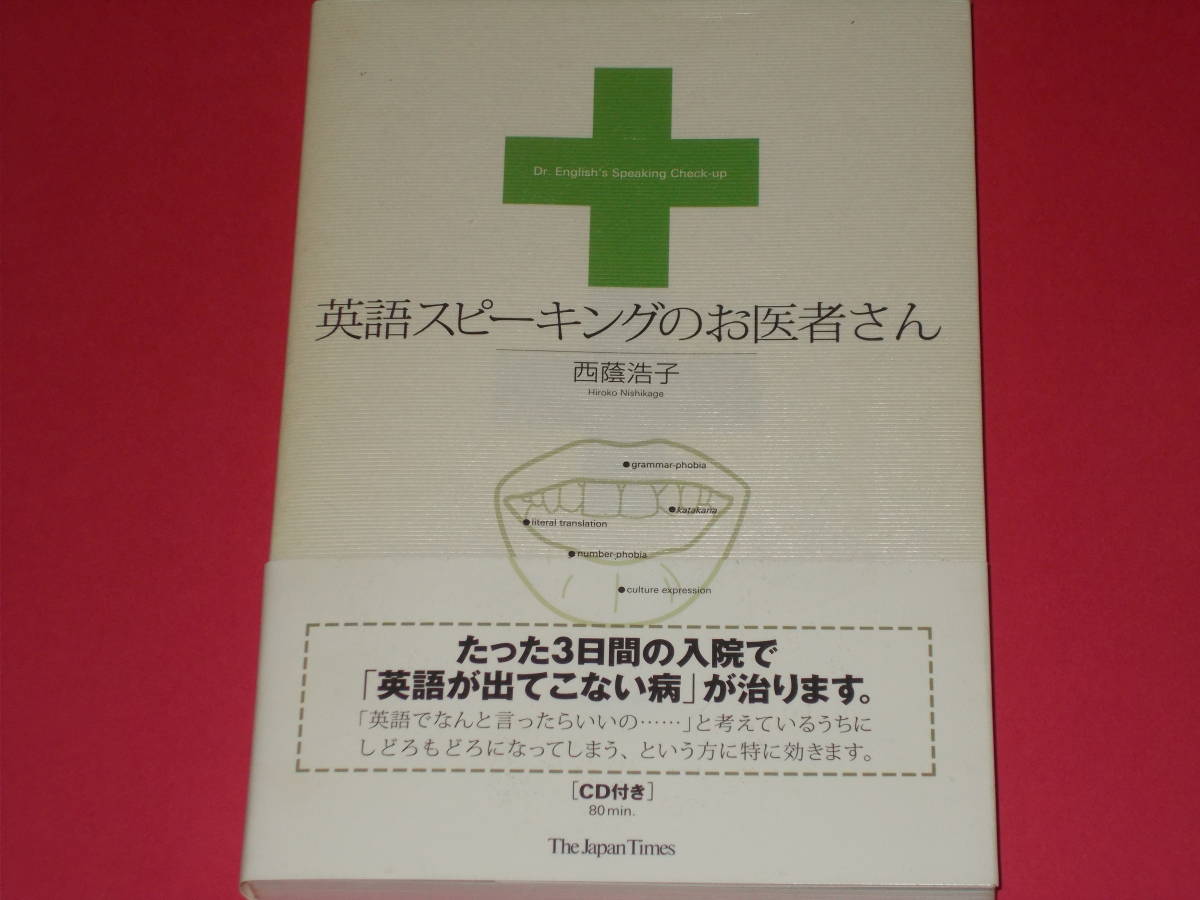 Dr. English's Speaking Check-up
英語スピーキングのお医者さん
西蔭浩子
Hiroko Nishikage
●grammar-phobia
●katakana
●literal translation
●number-phobia
●culture expression
たった3日間の入院で
「英語が出てこない病」が治ります。
「英語でなんと言ったらいいの……」と考えているうちに
しどろもどろになってしまう、という方に特に効きます。
[CD付き]
80min.
The Japan Times